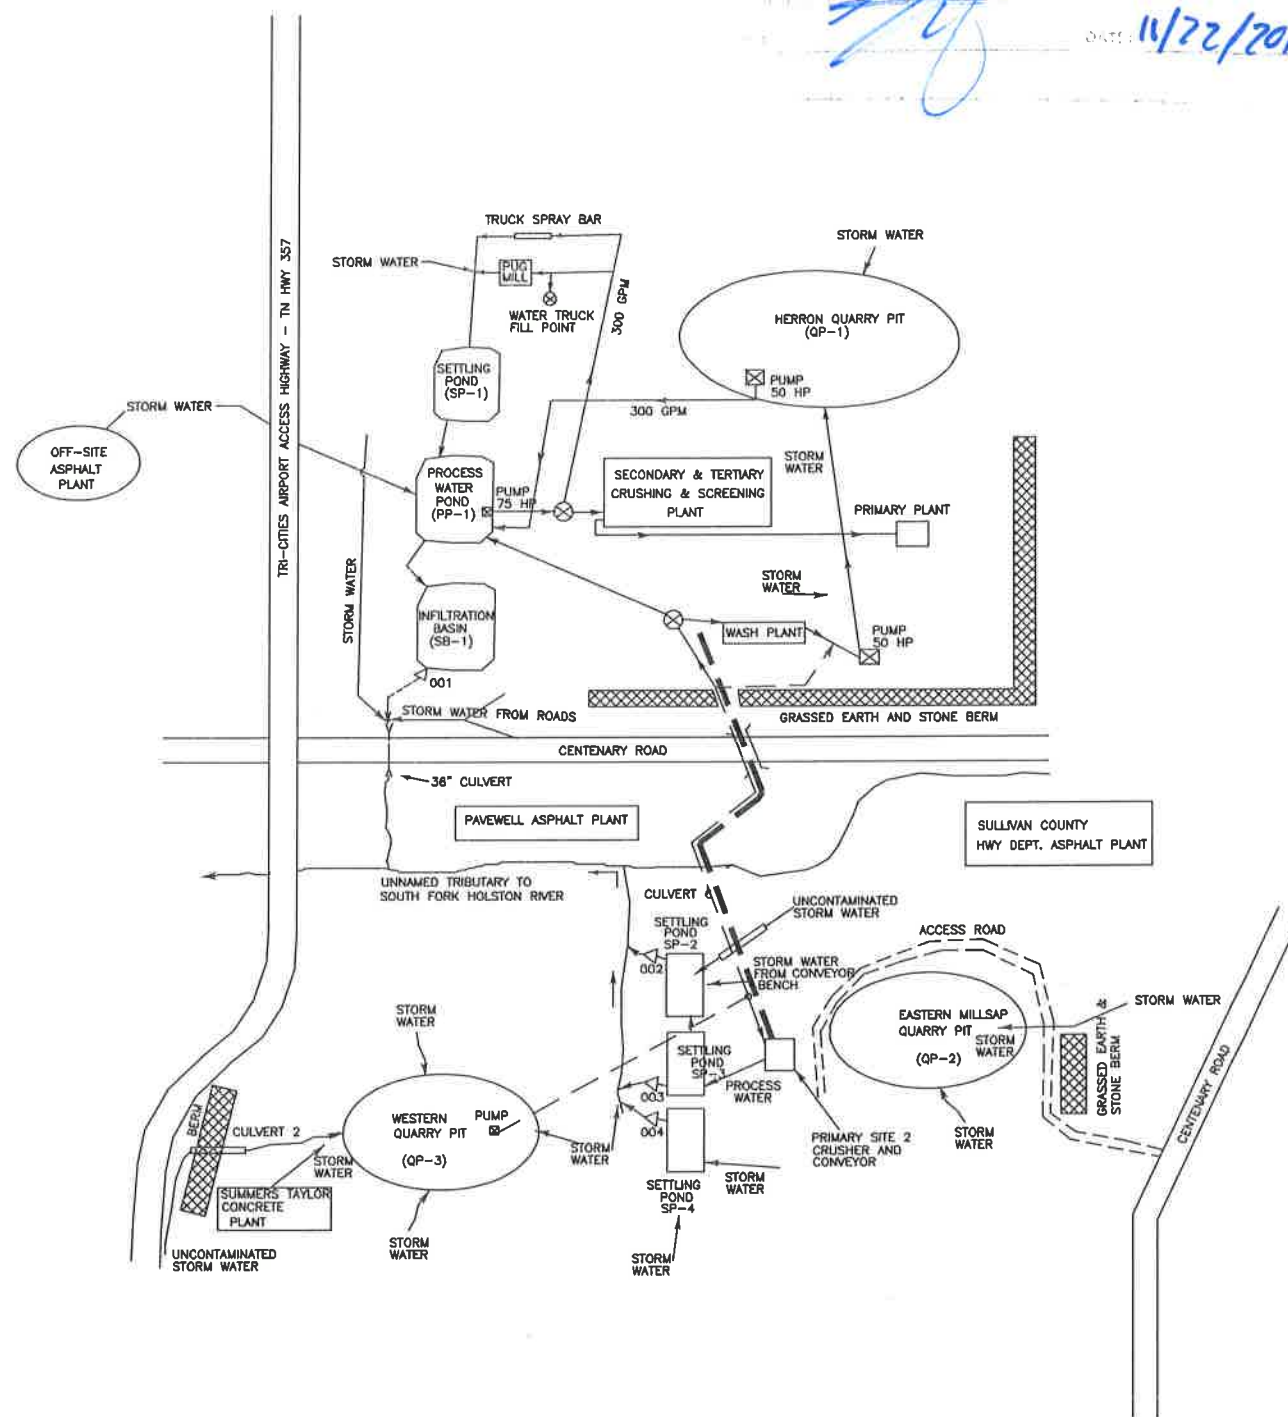 11/22/201
TRUCK SPRAY BAR
STORM WATER
STORM WATER
PUG
MILL
TRI-CITIES AIRPORT ACCESS HIGHWAY - TN HWY 357
300 GPM
WATER TRUCK
FILL POINT
HERRON QUARRY PIT
(QP-1)
SETTLING
POND
(SP-1)
PUMP
50 HP
300 GPM
STORM WATER
OFF-SITE
ASPHALT
PLANT
STORM
WATER
PROCESS
WATER
POND
(PP-1)
PUMP
75 HP
SECONDARY & TERTIARY
CRUSHING & SCREENING
PLANT
PRIMARY PLANT
STORM WATER
STORM
WATER
INFILTRATION
BASIN
(SB-1)
WASH PLANT
PUMP
50 HP
001
STORM WATER FROM ROADS
GRASSED EARTH AND STONE BERM
CENTENARY ROAD
36" CULVERT
PAVEWELL ASPHALT PLANT
SULLIVAN COUNTY
HWY DEPT. ASPHALT PLANT
UNNAMED TRIBUTARY TO
SOUTH FORK HOLSTON RIVER
CULVERT
UNCONTAMINATED
STORM WATER
SETTLING
POND
SP-2
ACCESS ROAD
002
STORM WATER
FROM CONVEYOR
BENCH
STORM
WATER
EASTERN MILLSAP
QUARRY PIT
(QP-2)
STORM
WATER
STORM WATER
GRASSED EARTH &
STONE BERM
SETTLING
POND
SP-3
CENTENARY ROAD
PROCESS
WATER
003
BERM
CULVERT 2
WESTERN
QUARRY PIT
(QP-3)
PUMP
004
STORM
WATER
PRIMARY SITE 2
CRUSHER AND
CONVEYOR
STORM
WATER
STORM
WATER
STORM
WATER
SETTLING
POND
SP-4
SUMMERS TAYLOR
CONCRETE
PLANT
STORM
WATER
UNCONTAMINATED
STORM WATER
STORM
WATER